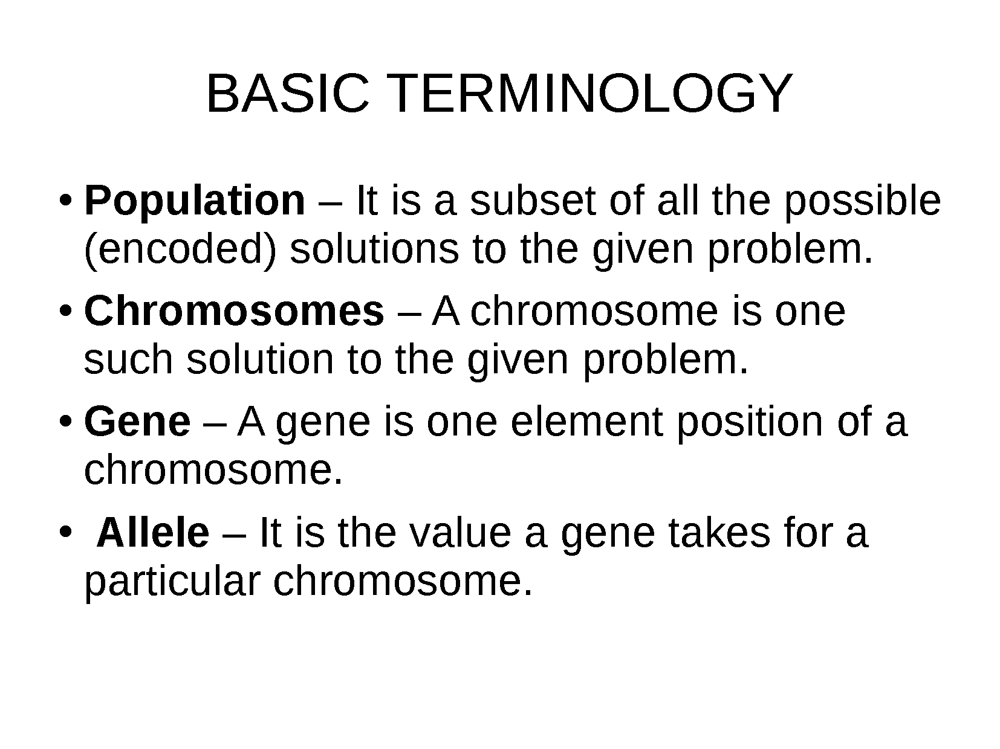 BASIC TERMINOLOGY
• Population – It is a subset of all the possible
(encoded) solutions to the given problem.
• Chromosomes – A chromosome is one
such solution to the given problem.
• Gene – A gene is one element position of a
chromosome.
• Allele – It is the value a gene takes for a
particular chromosome.